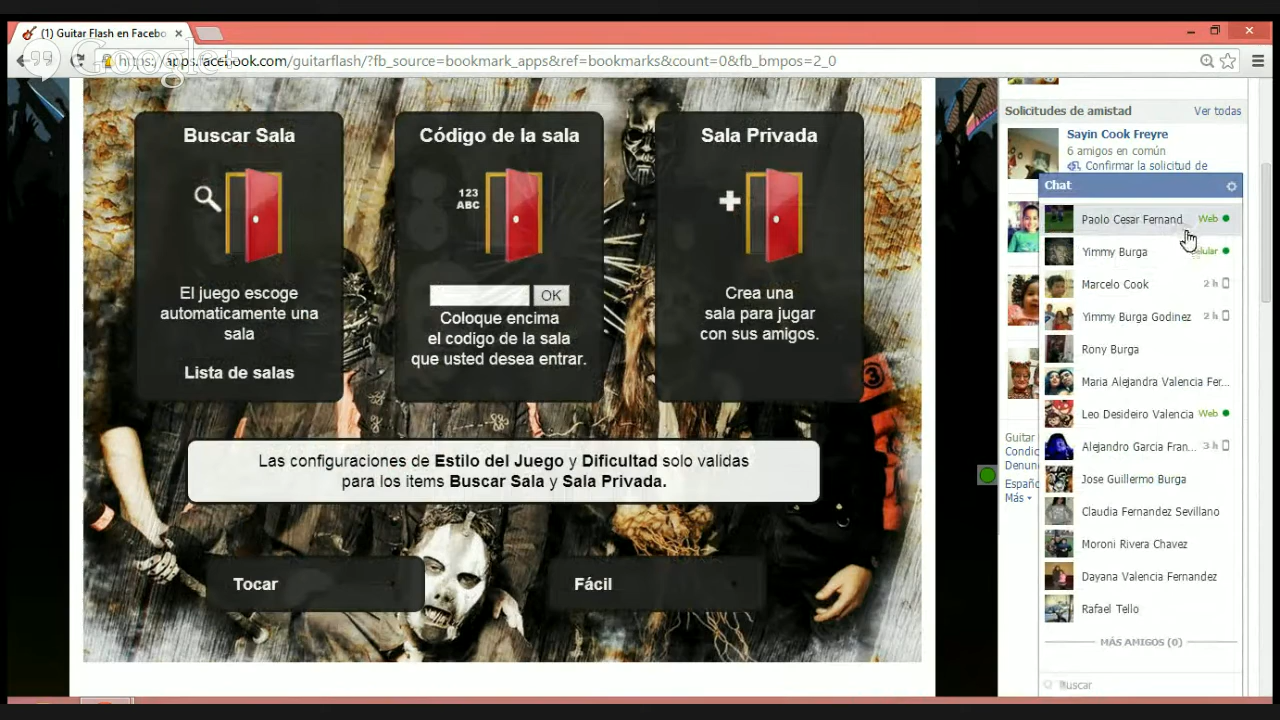 (1) Guitar Flash en Facebo
Google+
https://apps.facebook.com/guitarflash/?fb_source=bookmark_apps&ref=bookmarks&count=0&fb_bmpos=2_0
Buscar Sala
El juego escoge
automaticamente una
sala
Lista de salas
Código de la sala
123
ABC
OK
Coloque encima
el codigo de la sala
que usted desea entrar.
Sala Privada
Crea una
sala para jugar
con sus amigos.
3
Las configuraciones de Estilo del Juego y Dificultad solo validas
para los items Buscar Sala y Sala Privada.
Tocar
Fácil
Solicitudes de amistad
Ver todas
Sayin Cook Freyre
6 amigos en común
Confirmar la solicitud de
Chat
Paolo Cesar Fernand Web
Yimmy Burga
Marcelo Cook 2 h
Yimmy Burga Godinez 2 h
Rony Burga
Maria Alejandra Valencia Fer...
Leo Desideiro Valencia Web
Alejandro Garcia Fran... 3 h
Jose Guillermo Burga
Claudia Fernandez Sevillano
Moroni Rivera Chavez
Dayana Valencia Fernandez
Rafael Tello
MÁS AMIGOS (0)
Buscar
Guitar
Condic
Denun
Españo
Más